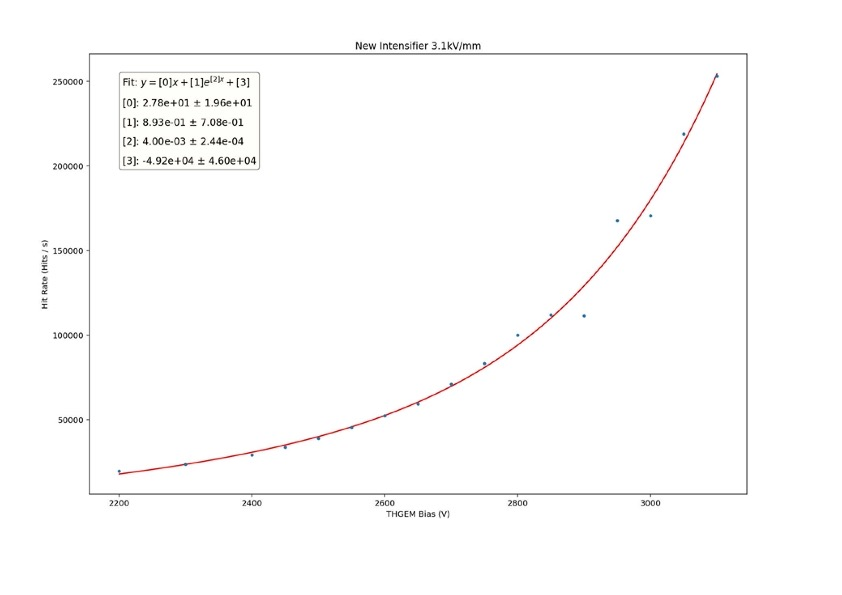 New Intensifier 3.1kV/mm
Fit: y = [0]x + [1]e^{[2]x} + [3]
[0]: 2.78e+01 ± 1.96e+01
[1]: 8.93e-01 ± 7.08e-01
[2]: 4.00e-03 ± 2.44e-04
[3]: -4.92e+04 ± 4.60e+04
Hit Rate (Hits / s)
250000
200000
150000
100000
50000
2200 2400 2600 2800 3000
THGEM Bias (V)